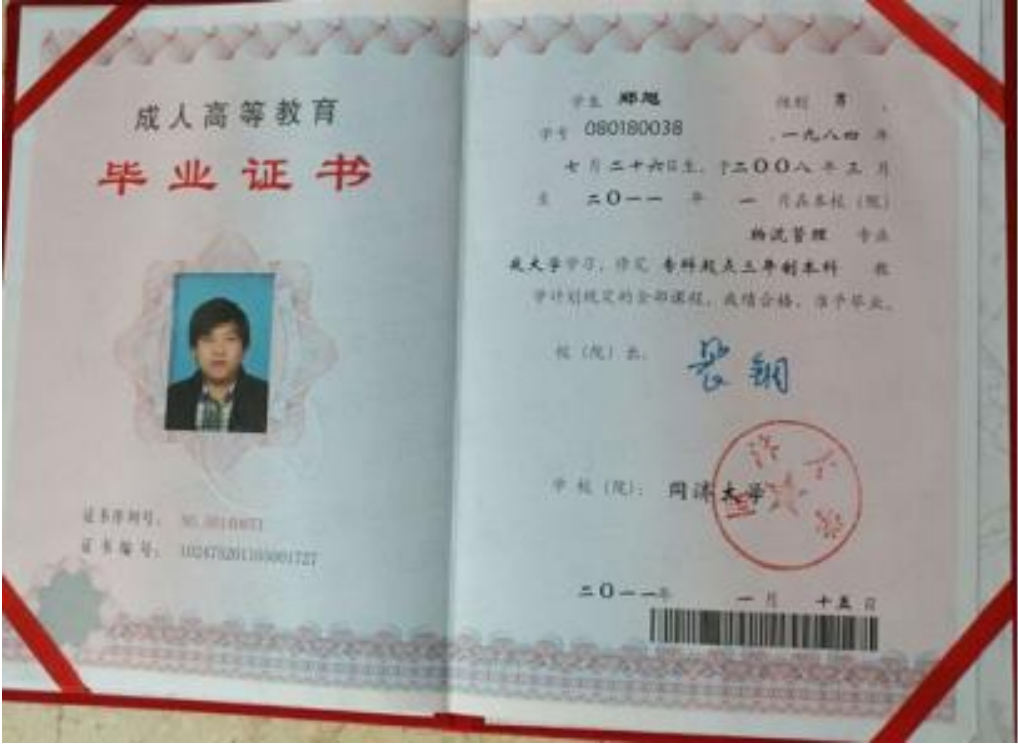 成人高等教育
毕业证书
证书序列号:
证书编号:
学生 郑旭 性别 男 ,
学号 080180038 ,一九八四 年
七月二十六日生,于二〇〇八年三月
至 二〇一一 年 一 月在本校(院)
物流管理 专业
学习,修完 专科起点三年制本科 教
学计划规定的全部课程,成绩合格,准予毕业。
校(院)长:
学校(院): 同济大学
二〇一一年 一月 十五日